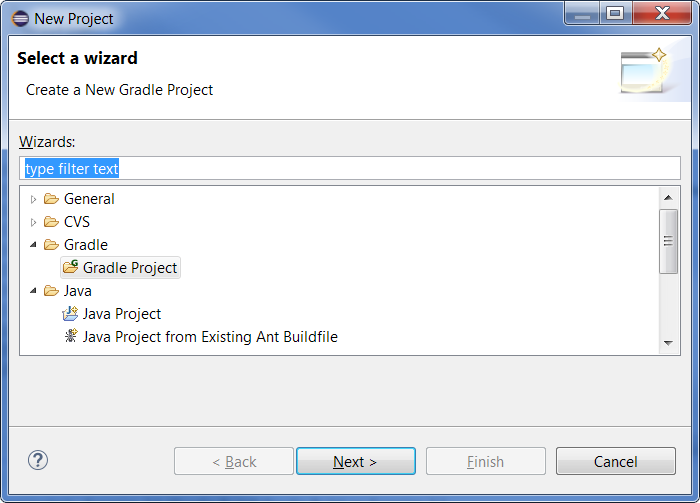 New Project
Select a wizard
Create a New Gradle Project
Wizards:
type filter text
General
CVS
Gradle
Gradle Project
Java
Java Project
Java Project from Existing Ant Buildfile
< Back Next > Finish Cancel